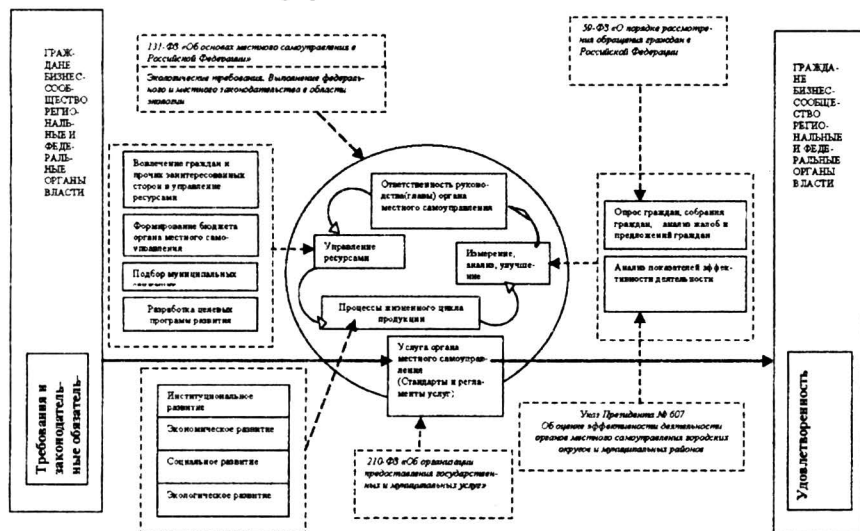 ГРАЖ-
ДАНЕ
БИЗНЕС-
СООБ-
ЩЕСТВО
РЕГИО-
НАЛЬ-
НЫЕ И
ФЕДЕ-
РАЛЬ-
НЫЕ
ОРГАНЫ
ВЛАСТИ
Требования и
законодатель-
ные обязатель-
131-ФЗ «Об основах местного самоуправления в
Российской Федерации»
Экологические требования. Выполнение федераль-
ного и местного законодательства в области
экологии
Вовлечение граждан и
прочих заинтересованных
сторон в управление
ресурсами
Формирование бюджета
органа местного само-
управления
Подбор муниципальных
Разработка целевых
программ развития
Институциональное
развитие
Экономическое развитие
Социальное развитие
Экологическое развитие
Ответственность руково-
дства(главы) органа
местного самоуправления
Управление
ресурсами
Измерение,
анализ, улучше-
ние
Процессы жизненного цикла
продукции
Услуга органа
местного самоуправ-
ления
(Стандарты и регла-
менты услуг)
210-ФЗ «Об организации
предоставления государствен-
ных и муниципальных услуг»
59-ФЗ «О порядке рассмотре-
ния обращения граждан в
Российской Федерации
Опрос граждан, собрания
граждан, анализ жалоб и
предложений граждан
Анализ показателей эффек-
тивности деятельности
Указ Президента № 607
Об оценке эффективности деятельности
органов местного самоуправления городских
округов и муниципальных районов
ГРАЖДА-
НЕ
БИЗНЕС-
СООБЩЕ-
СТВО
РЕГИО-
НАЛЬНЫЕ
И ФЕДЕ-
РАЛЬНЫЕ
ОРГАНЫ
ВЛАСТИ
Удовлетворенность